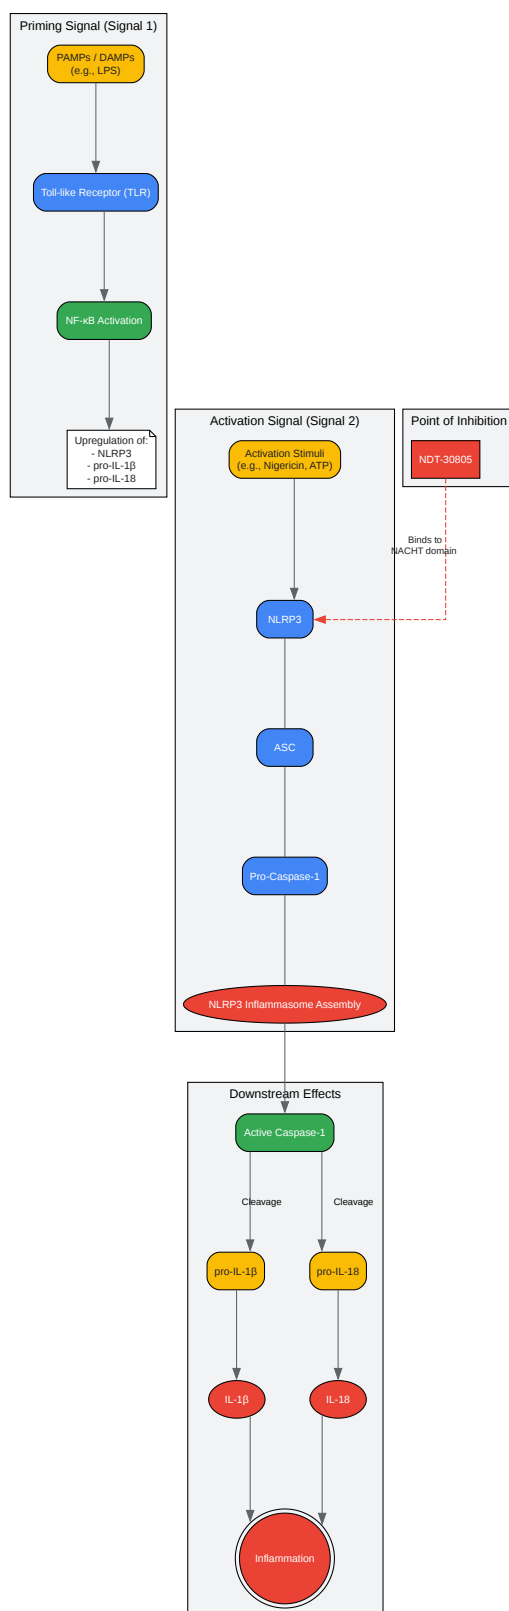 Priming Signal (Signal 1)
PAMPs / DAMPs
(e.g., LPS)
Toll-like Receptor (TLR)
NF-κB Activation
Upregulation of:
- NLRP3
- pro-IL-1β
- pro-IL-18
Activation Signal (Signal 2)
Activation Stimuli
(e.g., Nigericin, ATP)
Point of Inhibition
NDT-30805
Binds to
NACHT domain
NLRP3
ASC
Pro-Caspase-1
NLRP3 Inflammasome Assembly
Downstream Effects
Active Caspase-1
Cleavage
Cleavage
pro-IL-1β
pro-IL-18
IL-1β
IL-18
Inflammation